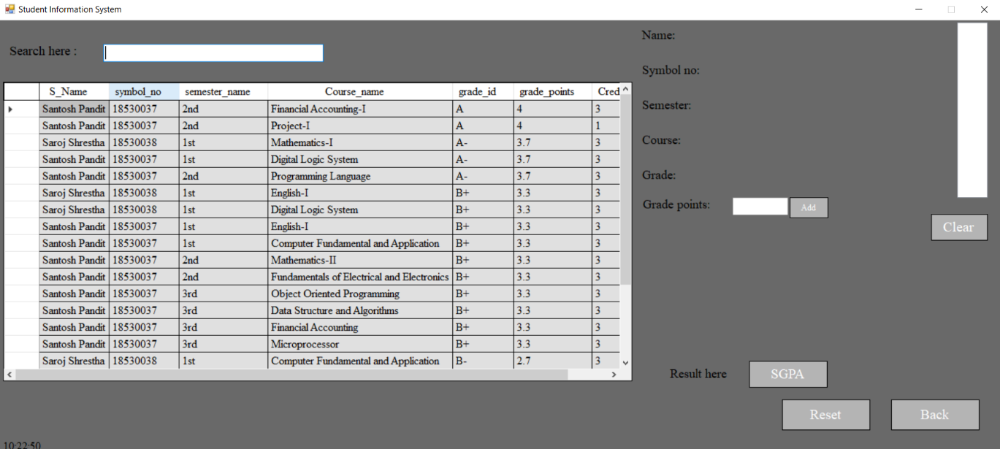 Student Information System
Search here :
S_Name symbol_no semester_name Course_name grade_id grade_points Cred
Santosh Pandit 18530037 2nd Financial Accounting-I A 4 3
Santosh Pandit 18530037 2nd Project-I A 4 1
Saroj Shrestha 18530038 1st Mathematics-I A- 3.7 3
Santosh Pandit 18530037 1st Digital Logic System A- 3.7 3
Santosh Pandit 18530037 2nd Programming Language A- 3.7 3
Saroj Shrestha 18530038 1st English-I B+ 3.3 3
Saroj Shrestha 18530038 1st Digital Logic System B+ 3.3 3
Santosh Pandit 18530037 1st English-I B+ 3.3 3
Santosh Pandit 18530037 1st Computer Fundamental and Application B+ 3.3 3
Santosh Pandit 18530037 2nd Mathematics-II B+ 3.3 3
Santosh Pandit 18530037 2nd Fundamentals of Electrical and Electronics B+ 3.3 3
Santosh Pandit 18530037 3rd Object Oriented Programming B+ 3.3 3
Santosh Pandit 18530037 3rd Data Structure and Algorithms B+ 3.3 3
Santosh Pandit 18530037 3rd Financial Accounting B+ 3.3 3
Santosh Pandit 18530037 3rd Microprocessor B+ 3.3 3
Saroj Shrestha 18530038 1st Computer Fundamental and Application B- 2.7 3
Name:
Symbol no:
Semester:
Course:
Grade:
Grade points: Add
Clear
Result here SGPA
Reset Back
10:22:50